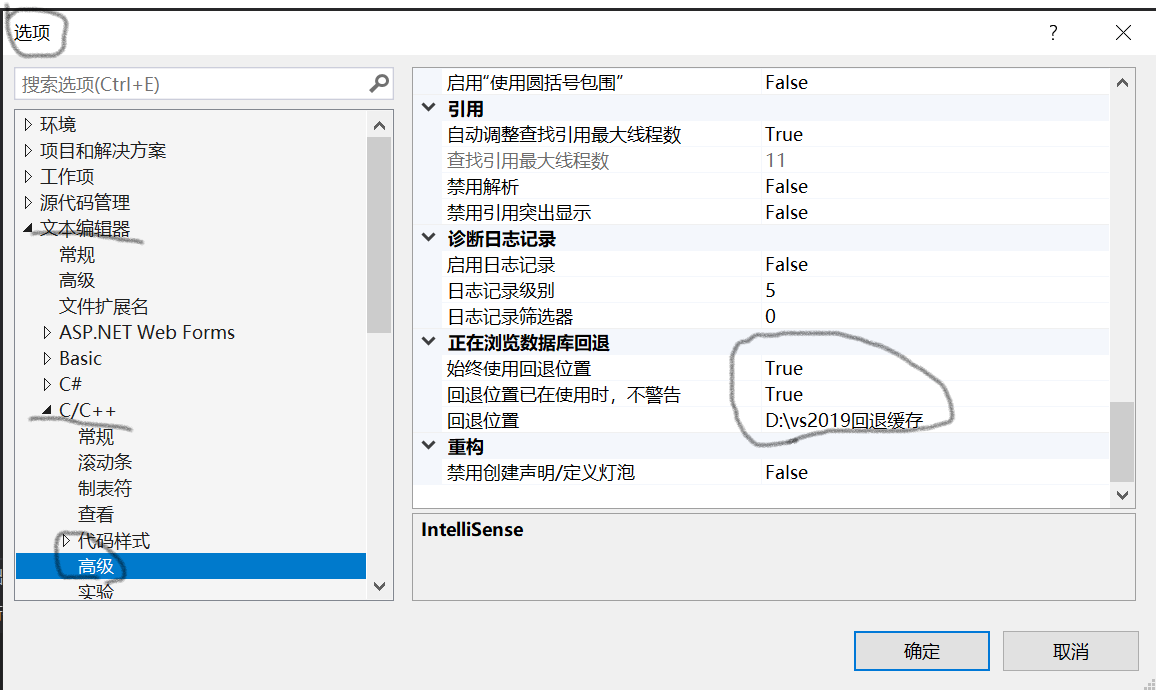 选项
?
搜索选项(Ctrl+E)
环境
项目和解决方案
工作项
源代码管理
文本编辑器
常规
高级
文件扩展名
ASP.NET Web Forms
Basic
C#
C/C++
常规
滚动条
制表符
查看
代码样式
高级
实验
启用“使用圆括号包围” False
引用
自动调整查找引用最大线程数 True
查找引用最大线程数 11
禁用解析 False
禁用引用突出显示 False
诊断日志记录
启用日志记录 False
日志记录级别 5
日志记录筛选器 0
正在浏览数据库回退
始终使用回退位置 True
回退位置已在使用时，不警告 True
回退位置 D:\vs2019回退缓存
重构
禁用创建声明/定义灯泡 False
IntelliSense
确定 取消